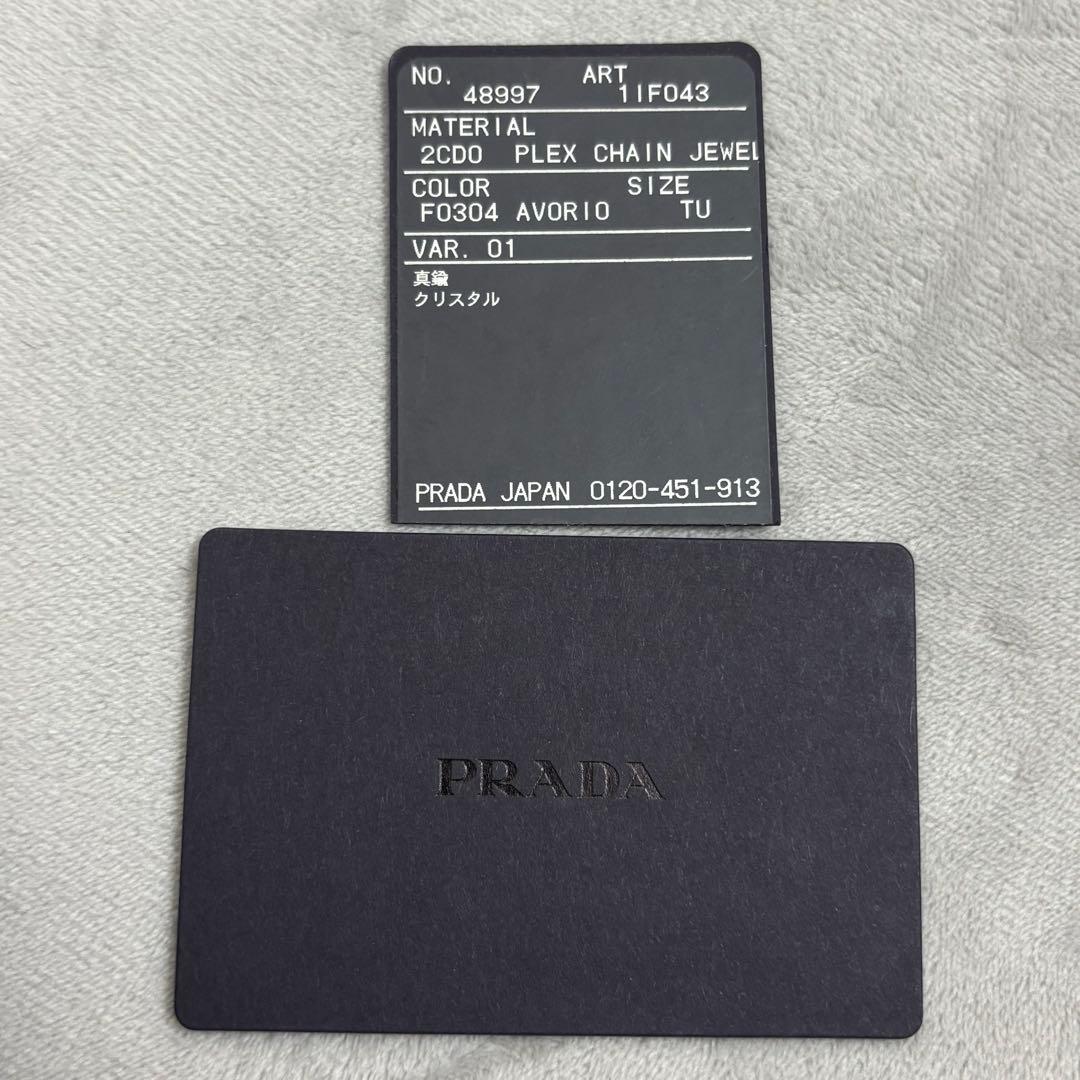 NO. ART
48997 1IF043
MATERIAL
2CD0 PLEX CHAIN JEWEL
COLOR SIZE
F0304 AVORIO TU
VAR. 01
真鍮
クリスタル
PRADA JAPAN 0120-451-913
PRADA